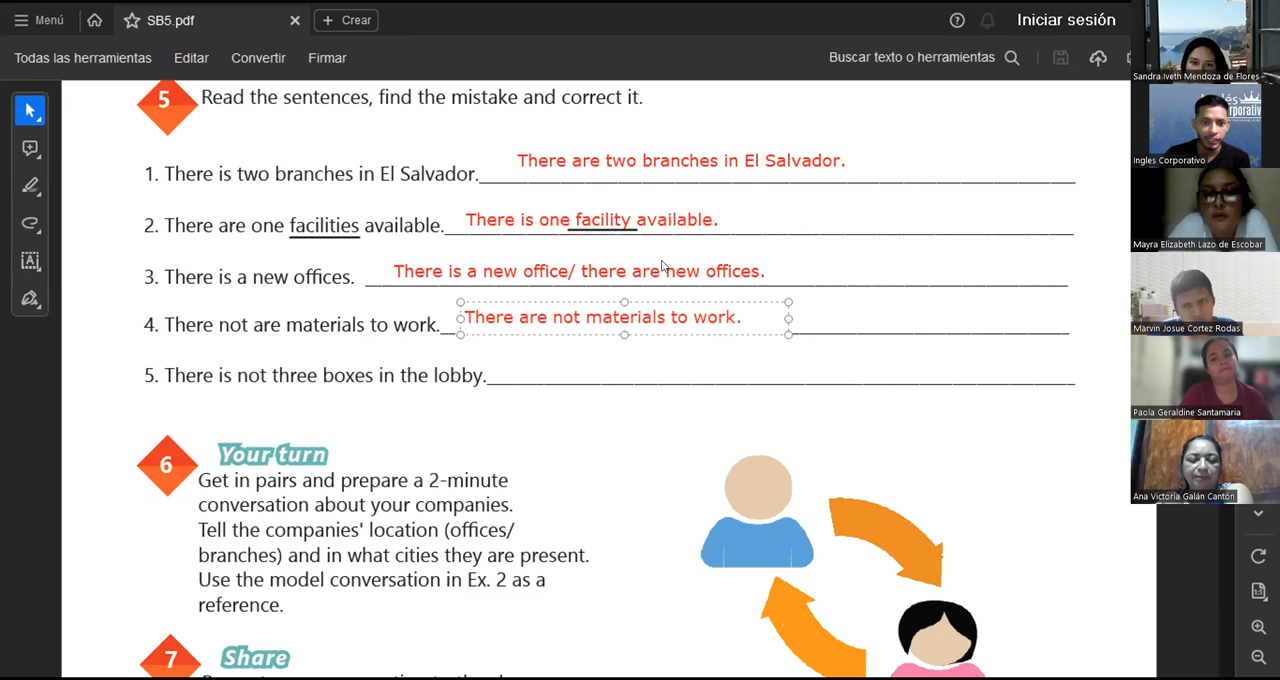 Menú
SB5.pdf
Crear
Iniciar sesión
Todas las herramientas
Editar
Convertir
Firmar
Buscar texto o herramientas
5 Read the sentences, find the mistake and correct it.
1. There is two branches in El Salvador. There are two branches in El Salvador.
2. There are one facilities available. There is one facility available.
3. There is a new offices. There is a new office/ there are new offices.
4. There not are materials to work. There are not materials to work.
5. There is not three boxes in the lobby.
6 Your turn
Get in pairs and prepare a 2-minute
conversation about your companies.
Tell the companies' location (offices/
branches) and in what cities they are present.
Use the model conversation in Ex. 2 as a
reference.
7 Share
Sandra Iveth Mendoza de Flores
Ingles Corporativo
Mayra Elizabeth Lazo de Escobar
Marvin Josue Cortez Rodas
Paola Geraldine Santamaria
Ana Victoria Galán Cantón